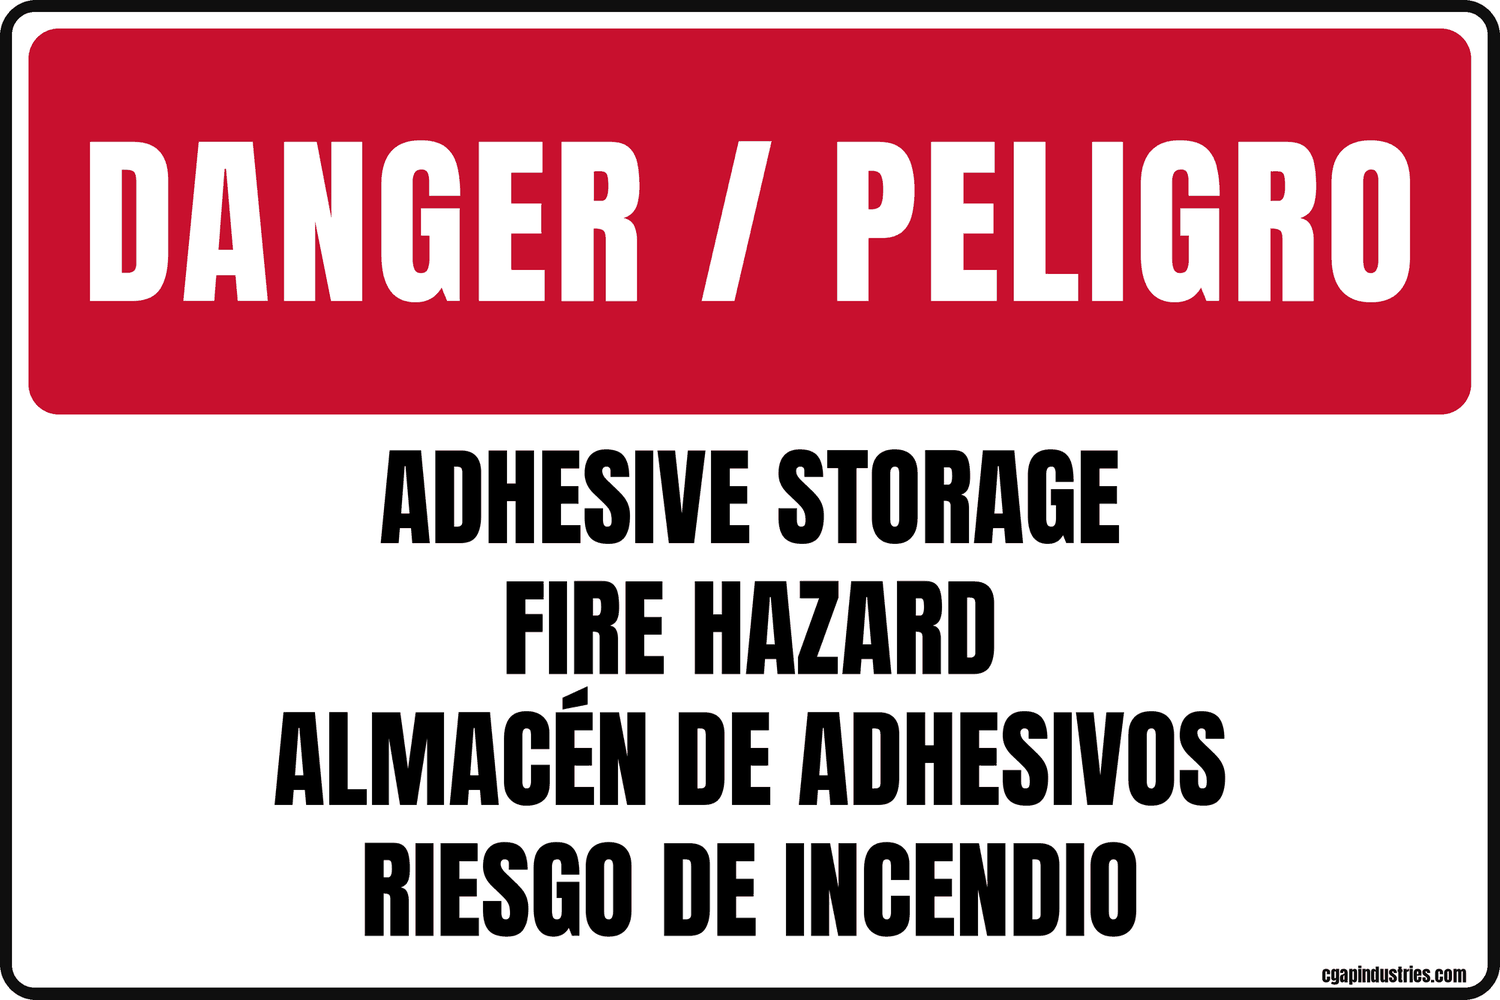 DANGER / PELIGRO
ADHESIVE STORAGE
FIRE HAZARD
ALMACÉN DE ADHESIVOS
RIESGO DE INCENDIO
cgapindustries.com